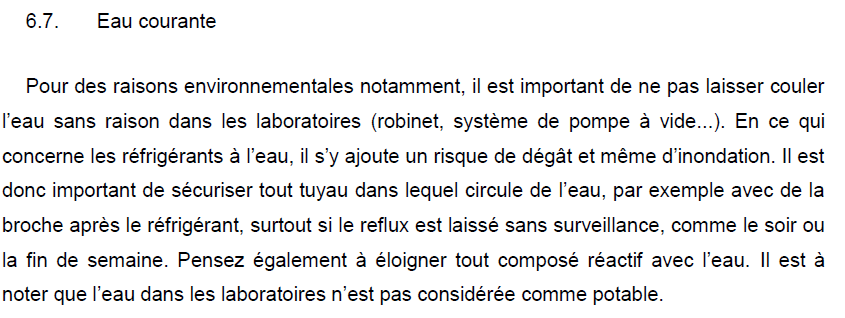 6.7. Eau courante
Pour des raisons environnementales notamment, il est important de ne pas laisser couler
l’eau sans raison dans les laboratoires (robinet, système de pompe à vide...). En ce qui
concerne les réfrigérants à l’eau, il s’y ajoute un risque de dégât et même d’inondation. Il est
donc important de sécuriser tout tuyau dans lequel circule de l’eau, par exemple avec de la
broche après le réfrigérant, surtout si le reflux est laissé sans surveillance, comme le soir ou
la fin de semaine. Pensez également à éloigner tout composé réactif avec l’eau. Il est à
noter que l’eau dans les laboratoires n’est pas considérée comme potable.